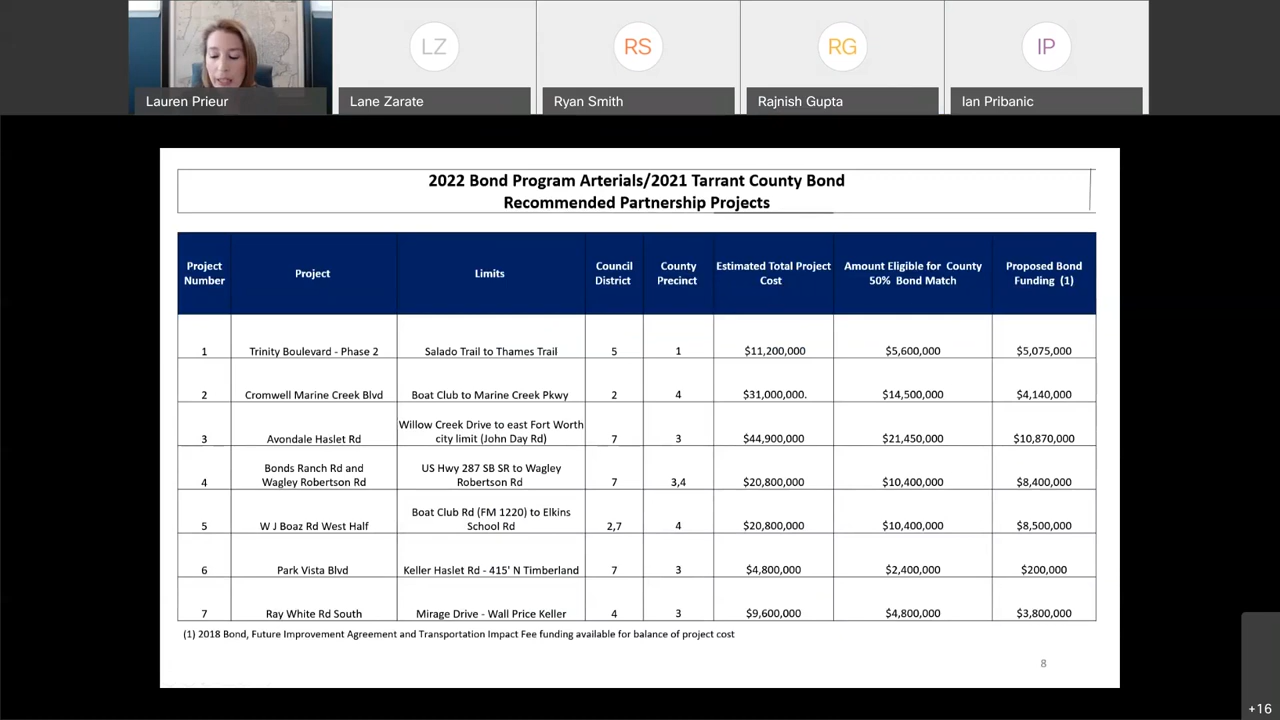 LZ
RS
RG
IP
Lauren Prieur
Lane Zarate
Ryan Smith
Rajnish Gupta
Ian Pribanic
2022 Bond Program Arterials/2021 Tarrant County Bond
Recommended Partnership Projects
Project Number
Project
Limits
Council District
County Precinct
Estimated Total Project Cost
Amount Eligible for County 50% Bond Match
Proposed Bond Funding (1)
1 Trinity Boulevard - Phase 2 Salado Trail to Thames Trail 5 1 $11,200,000 $5,600,000 $5,075,000
2 Cromwell Marine Creek Blvd Boat Club to Marine Creek Pkwy 2 4 $31,000,000. $14,500,000 $4,140,000
3 Avondale Haslet Rd Willow Creek Drive to east Fort Worth city limit (John Day Rd) 7 3 $44,900,000 $21,450,000 $10,870,000
4 Bonds Ranch Rd and Wagley Robertson Rd US Hwy 287 SB SR to Wagley Robertson Rd 7 3,4 $20,800,000 $10,400,000 $8,400,000
5 W J Boaz Rd West Half Boat Club Rd (FM 1220) to Elkins School Rd 2,7 4 $20,800,000 $10,400,000 $8,500,000
6 Park Vista Blvd Keller Haslet Rd - 415' N Timberland 7 3 $4,800,000 $2,400,000 $200,000
7 Ray White Rd South Mirage Drive - Wall Price Keller 4 3 $9,600,000 $4,800,000 $3,800,000
(1) 2018 Bond, Future Improvement Agreement and Transportation Impact Fee funding available for balance of project cost
8
+16